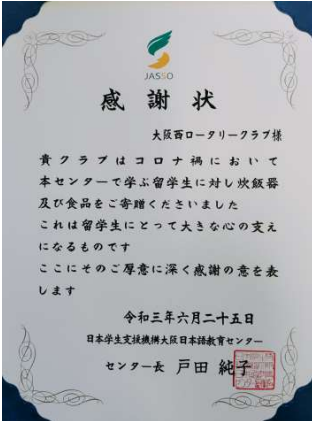 JASSO
感謝状
大阪西ロータリークラブ様
貴クラブはコロナ禍において
本センターで学ぶ留学生に対し炊飯器
及び食品をご寄贈くださいました
これは留学生にとって大きな心の支え
になるものです
ここにそのご厚意に深く感謝の意を表
します
令和三年六月二十五日
日本学生支援機構大阪日本語教育センター
センター長 戸田 純子